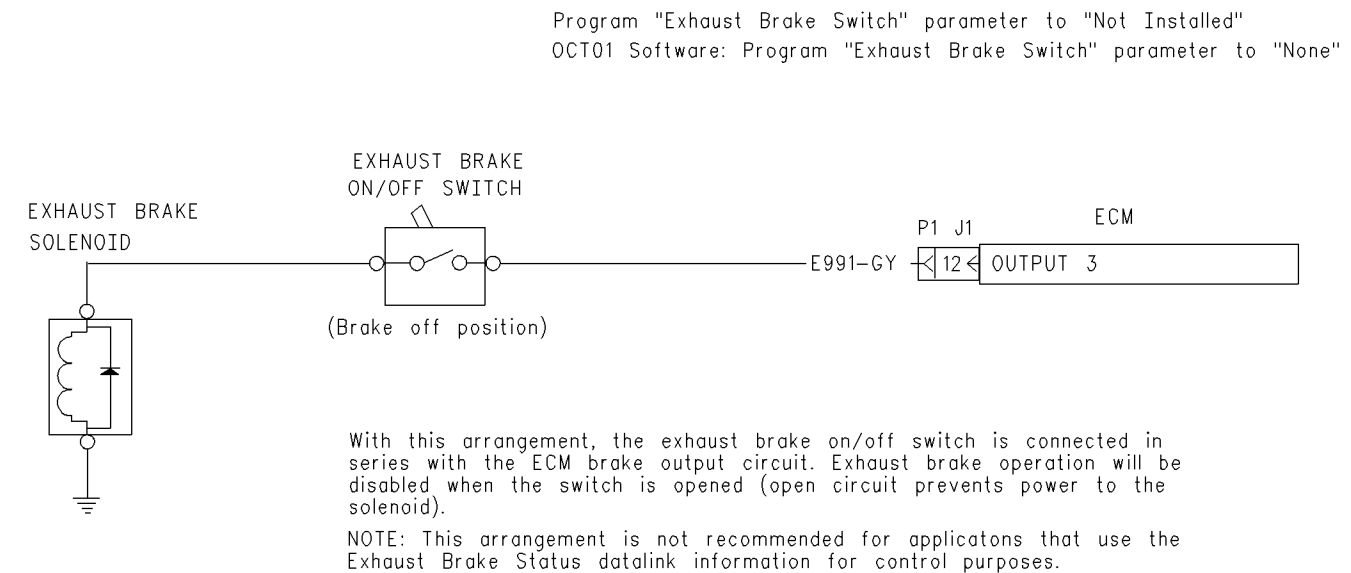 Program "Exhaust Brake Switch" parameter to "Not Installed"
OCT01 Software: Program "Exhaust Brake Switch" parameter to "None"
EXHAUST BRAKE
ON/OFF SWITCH
EXHAUST BRAKE
SOLENOID
P1 J1
ECM
E991-GY
12
OUTPUT 3
(Brake off position)
With this arrangement, the exhaust brake on/off switch is connected in
series with the ECM brake output circuit. Exhaust brake operation will be
disabled when the switch is opened (open circuit prevents power to the
solenoid).
NOTE: This arrangement is not recommended for applicatons that use the
Exhaust Brake Status datalink information for control purposes.